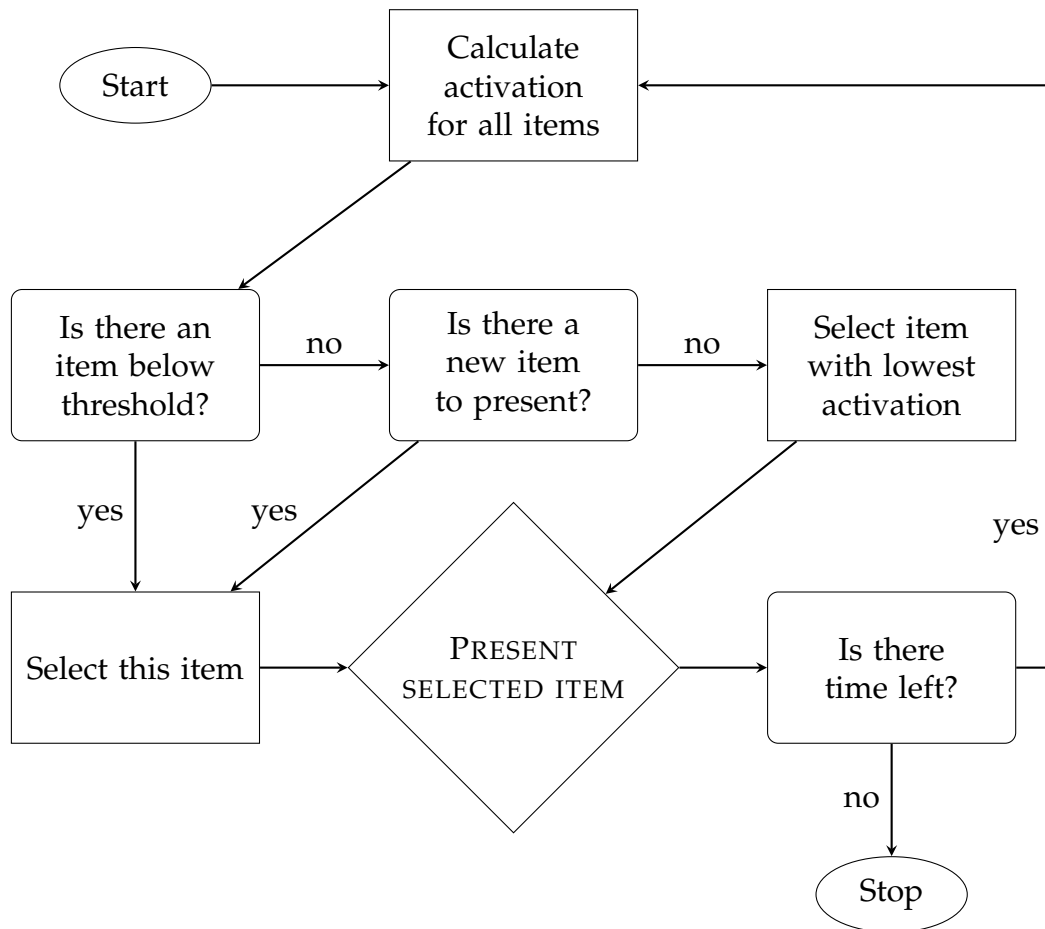 Start
Calculate
activation
for all items
Is there an
item below
threshold?
no
Is there a
new item
to present?
no
Select item
with lowest
activation
yes
yes
yes
Select this item
PRESENT
SELECTED ITEM
Is there
time left?
no
Stop